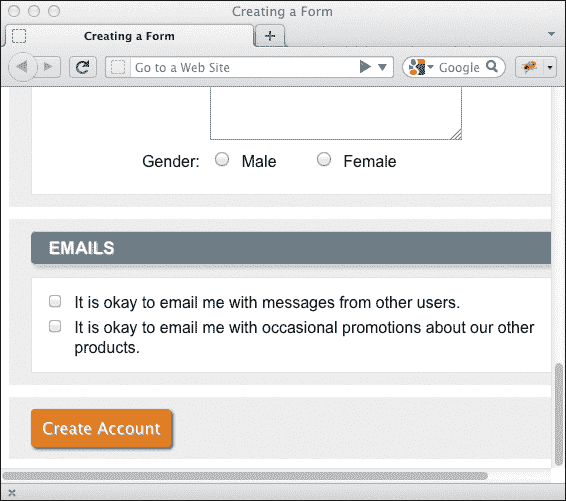 Creating a Form
Creating a Form
Go to a Web Site
Google
Gender: Male Female
EMAILS
It is okay to email me with messages from other users.
It is okay to email me with occasional promotions about our other
products.
Create Account